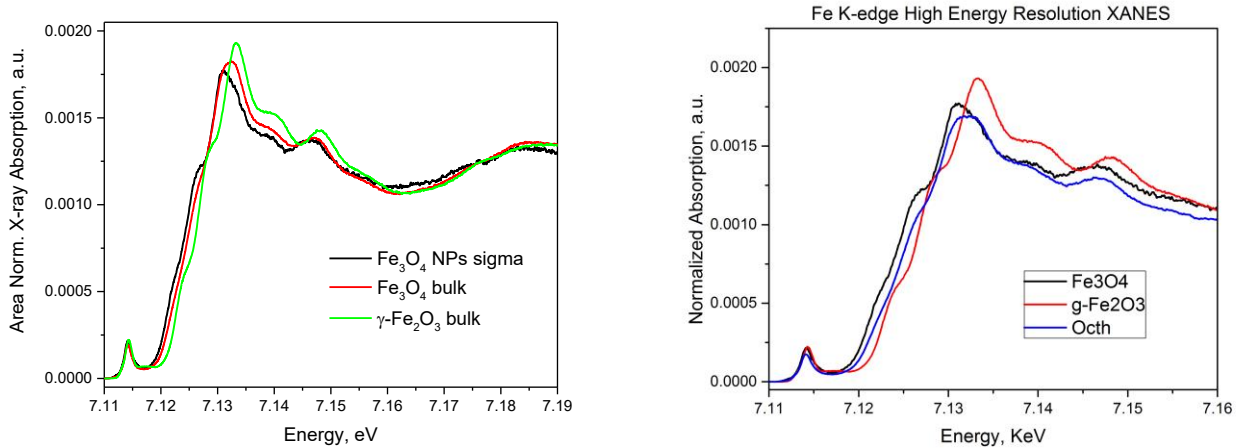 Area Norm. X-ray Absorption, a.u.
0.0020
0.0015
0.0010
0.0005
0.0000
Fe3O4 NPs sigma
Fe3O4 bulk
γ-Fe2O3 bulk
7.11 7.12 7.13 7.14 7.15 7.16 7.17 7.18 7.19
Energy, eV
Fe K-edge High Energy Resolution XANES
Normalized Absorption, a.u.
0.0020
0.0015
0.0010
0.0005
0.0000
Fe3O4
g-Fe2O3
Octh
7.11 7.12 7.13 7.14 7.15 7.16
Energy, KeV